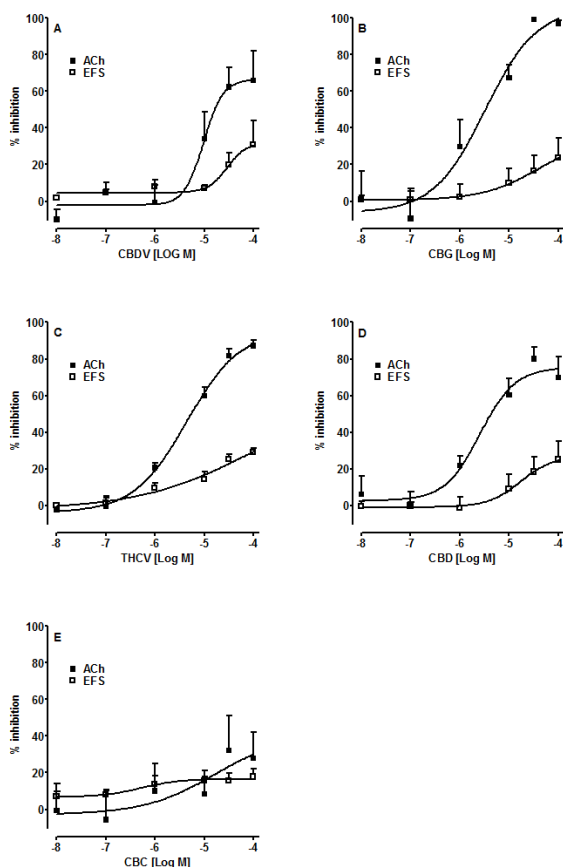 A
100
80
60
40
20
0
% inhibition
ACh
EFS
-8 -7 -6 -5 -4
CBDV [LOG M]
B
100
80
60
40
20
0
% inhibition
ACh
EFS
-8 -7 -6 -5 -4
CBG [Log M]
C
100
80
60
40
20
0
% inhibition
ACh
EFS
-8 -7 -6 -5 -4
THCV [Log M]
D
100
80
60
40
20
0
% inhibition
ACh
EFS
-8 -7 -6 -5 -4
CBD [Log M]
E
100
80
60
40
20
0
% inhibition
ACh
EFS
-8 -7 -6 -5 -4
CBC [Log M]